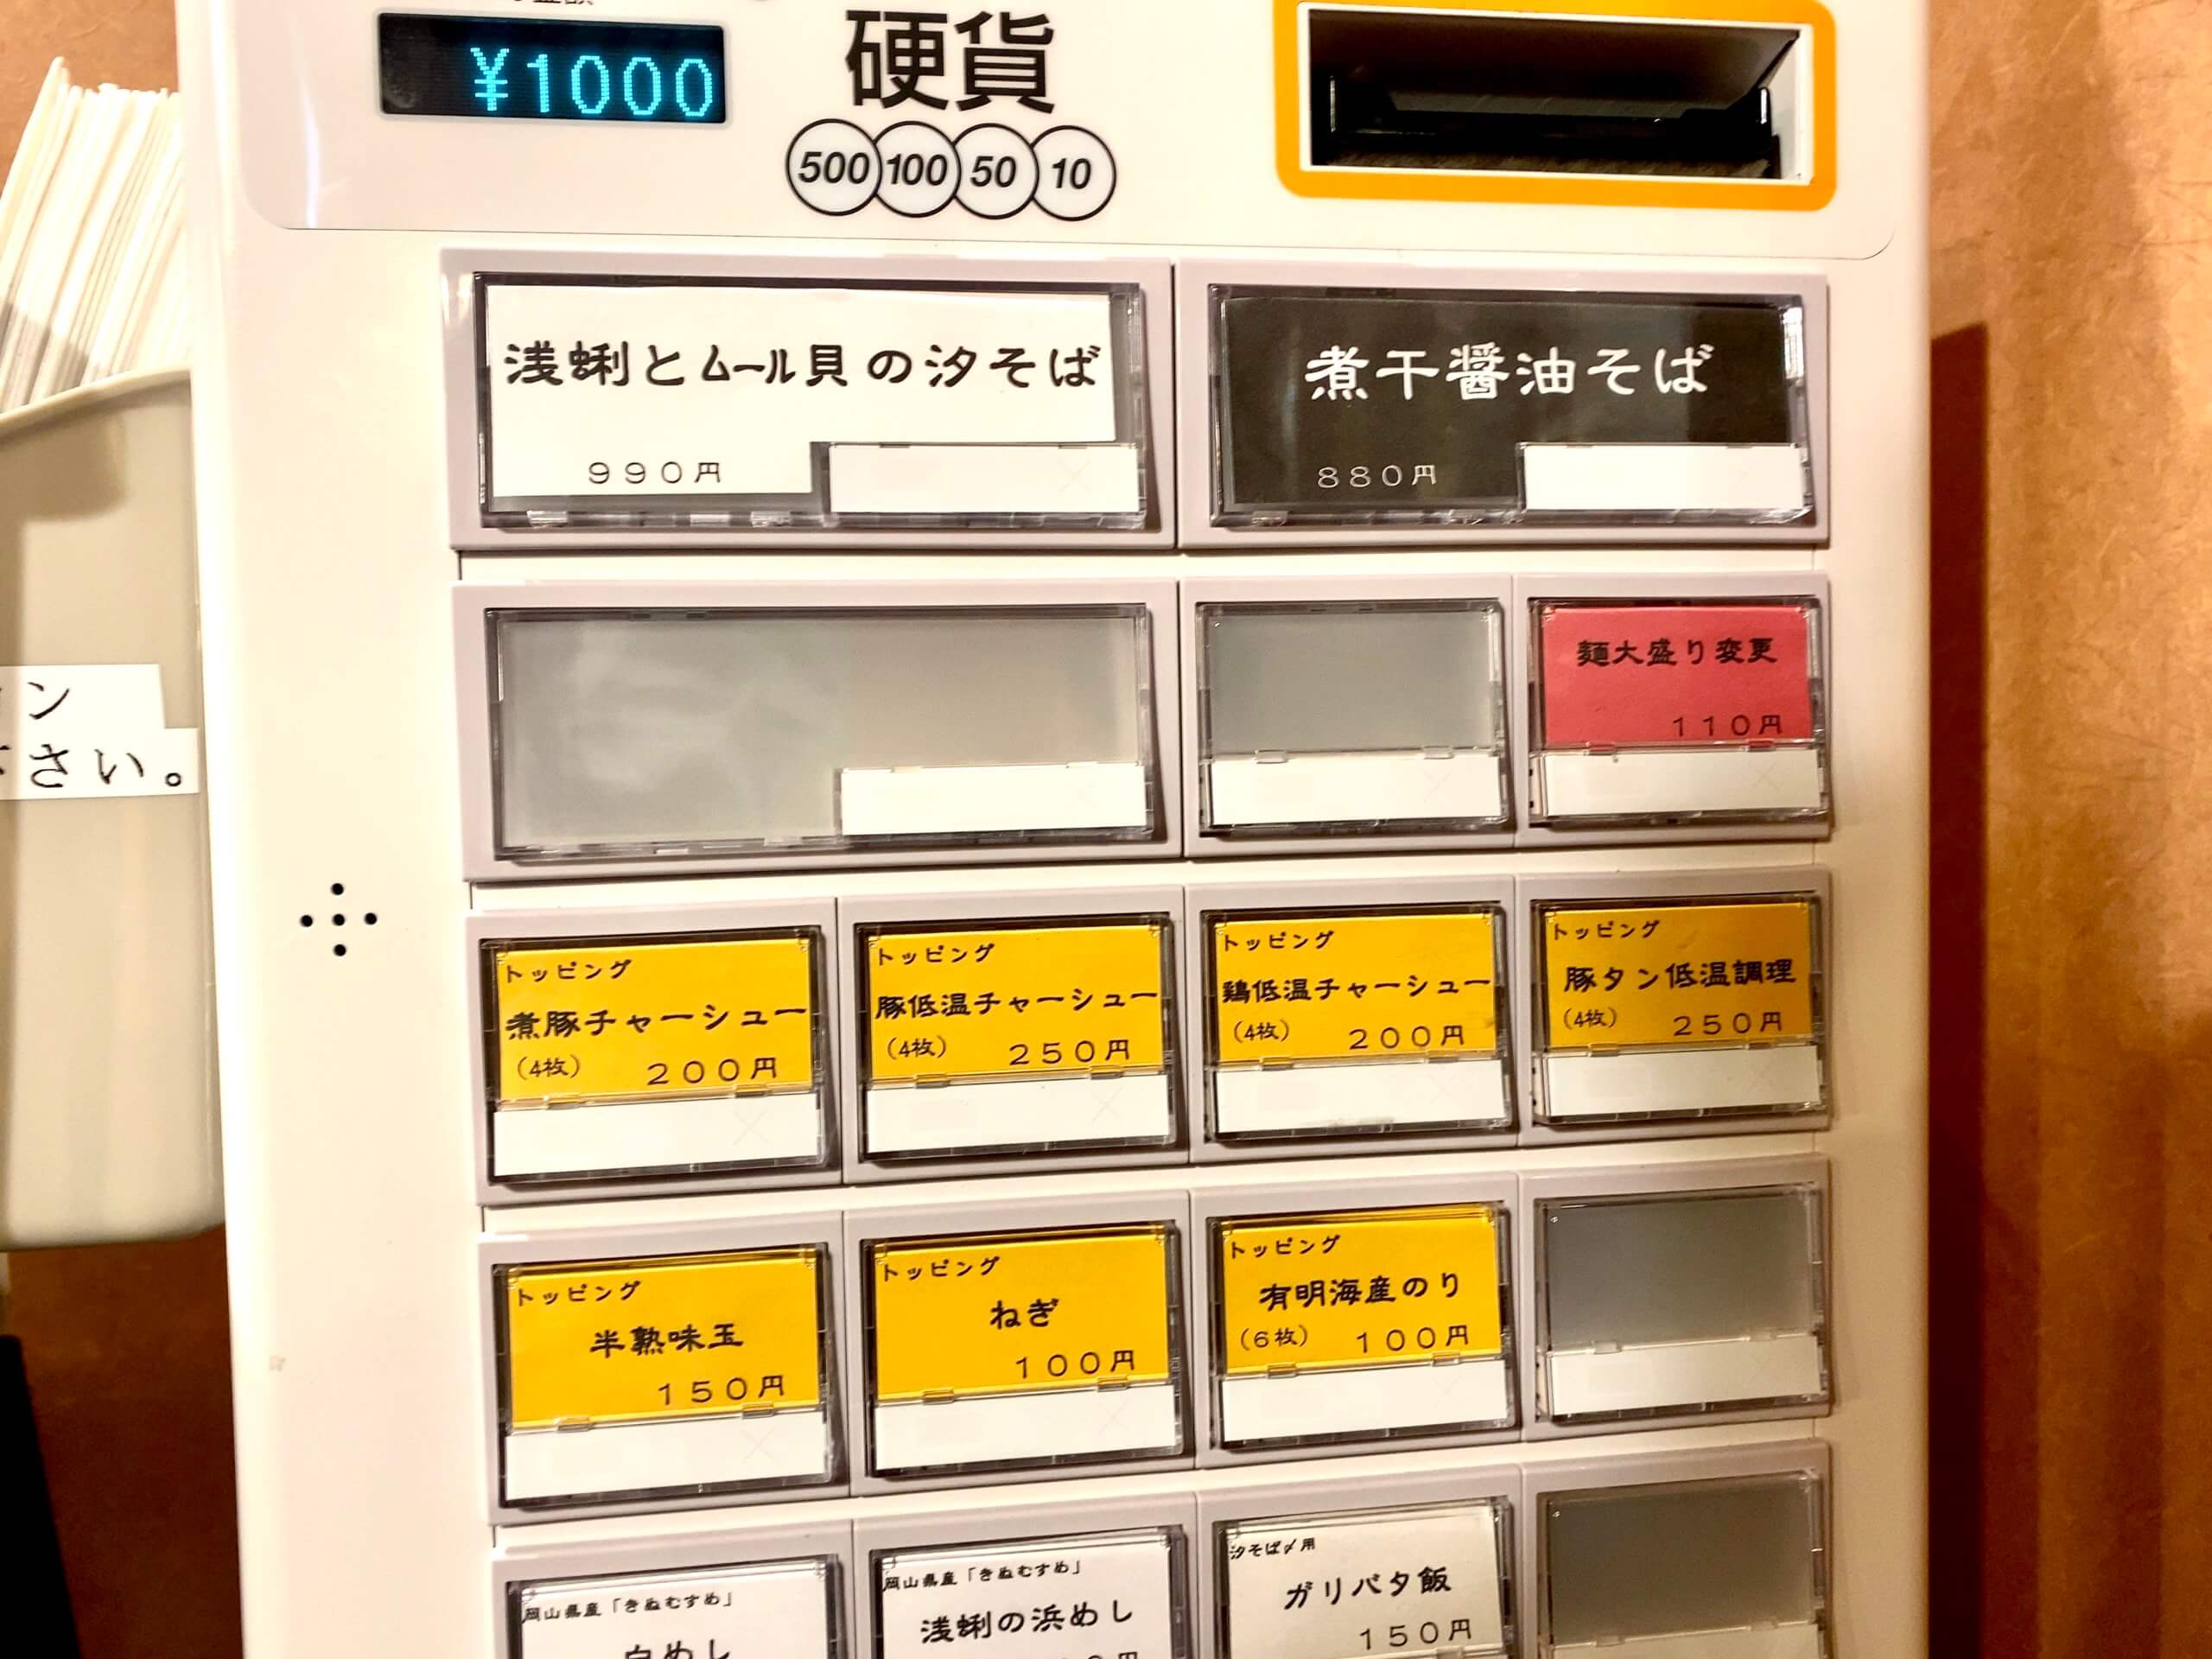 ¥1000
硬貨
500 100 50 10
浅蜊とムール貝の汐そば
990円
煮干醤油そば
880円
麺大盛り変更
110円
ン
さい。
トッピング
煮豚チャーシュー
(4枚) 200円
トッピング
豚低温チャーシュー
(4枚) 250円
トッピング
鶏低温チャーシュー
(4枚) 200円
トッピング
豚タン低温調理
(4枚) 250円
トッピング
半熟味玉
150円
トッピング
ねぎ
100円
トッピング
有明海産のり
(6枚) 100円
岡山県産「きぬむすめ」
白めし
岡山県産「きぬむすめ」
浅蜊の浜めし
汐そば〆用
ガリバタ飯
150円